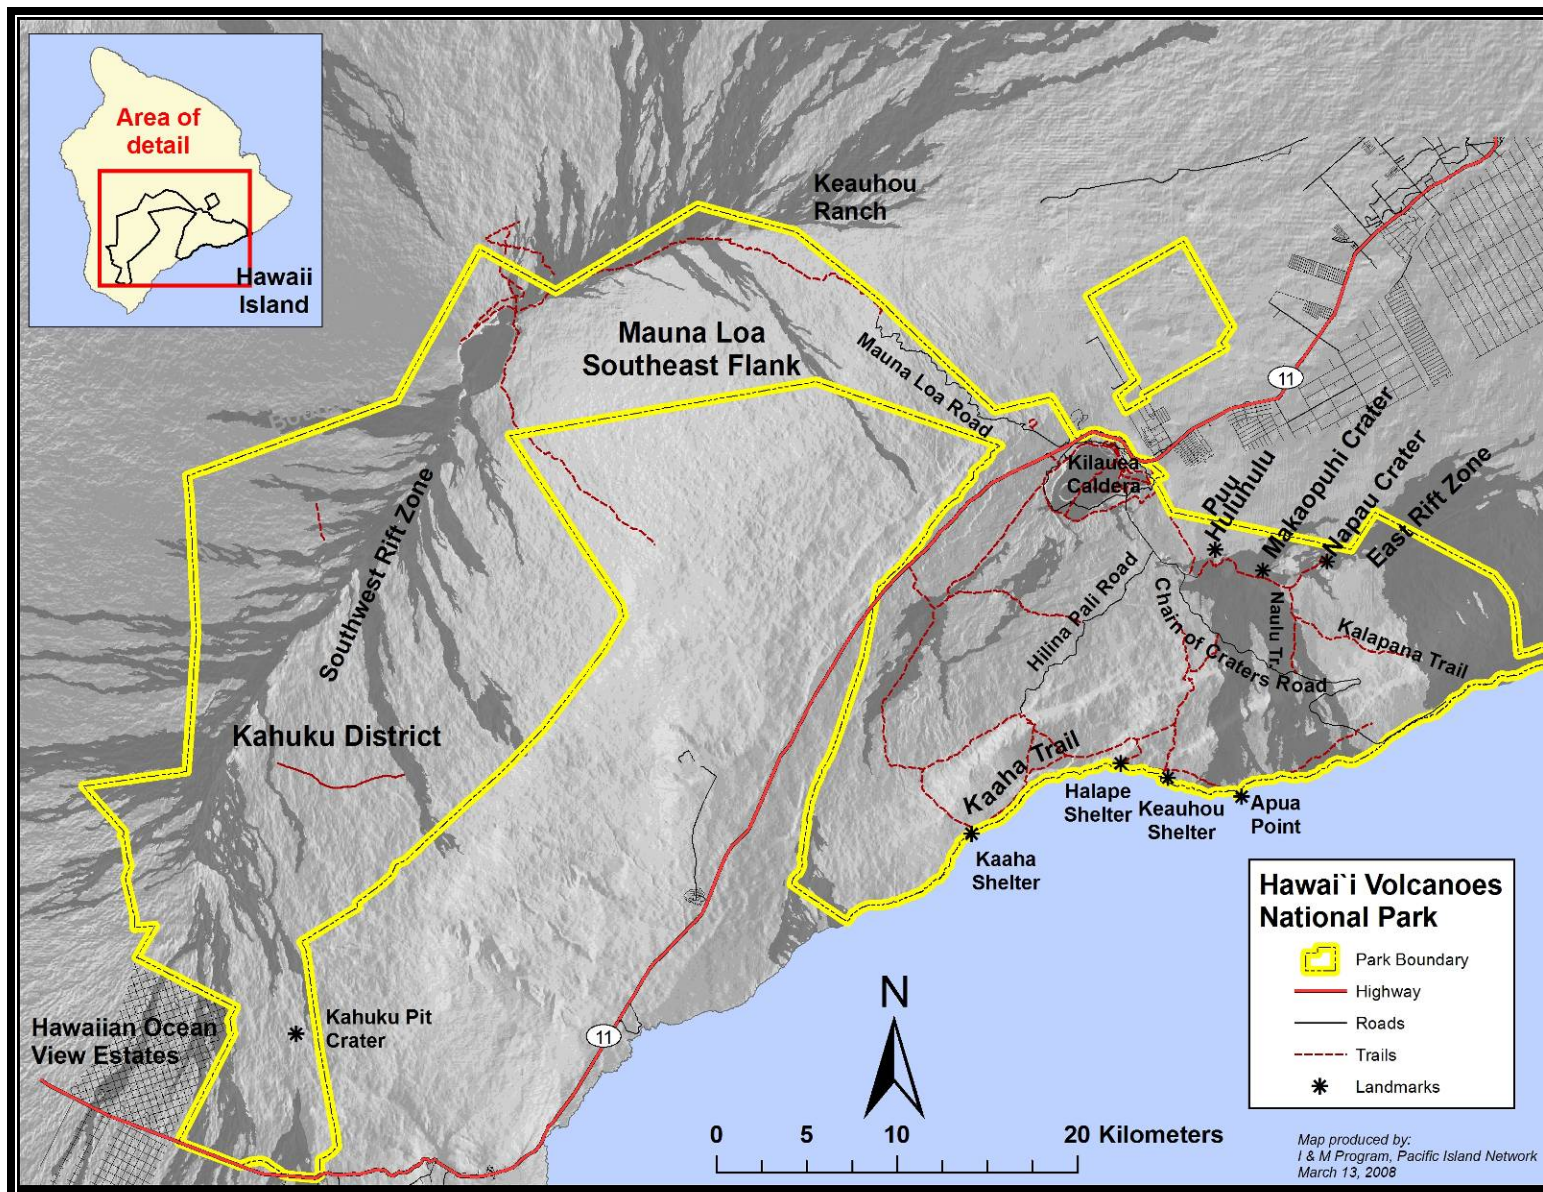 Area of
detail
Hawaii
Island
Keauhou
Ranch
Mauna Loa
Southeast Flank
Mauna Loa Road
11
Kilauea
Caldera
Puu
Huluhulu
Makaopuhi Crater
Napau Crater
East Rift Zone
Southwest Rift Zone
Hilina Pali Road
Chain of Craters Road
Naulu Tr.
Kalapana Trail
Kahuku District
Kaaha Trail
Halape
Shelter
Keauhou
Shelter
Apua
Point
Kaaha
Shelter
Hawaiian Ocean
View Estates
Kahuku Pit
Crater
11
N
0 5 10 20 Kilometers
Hawai`i Volcanoes
National Park
Park Boundary
Highway
Roads
Trails
Landmarks
Map produced by:
I & M Program, Pacific Island Network
March 13, 2008